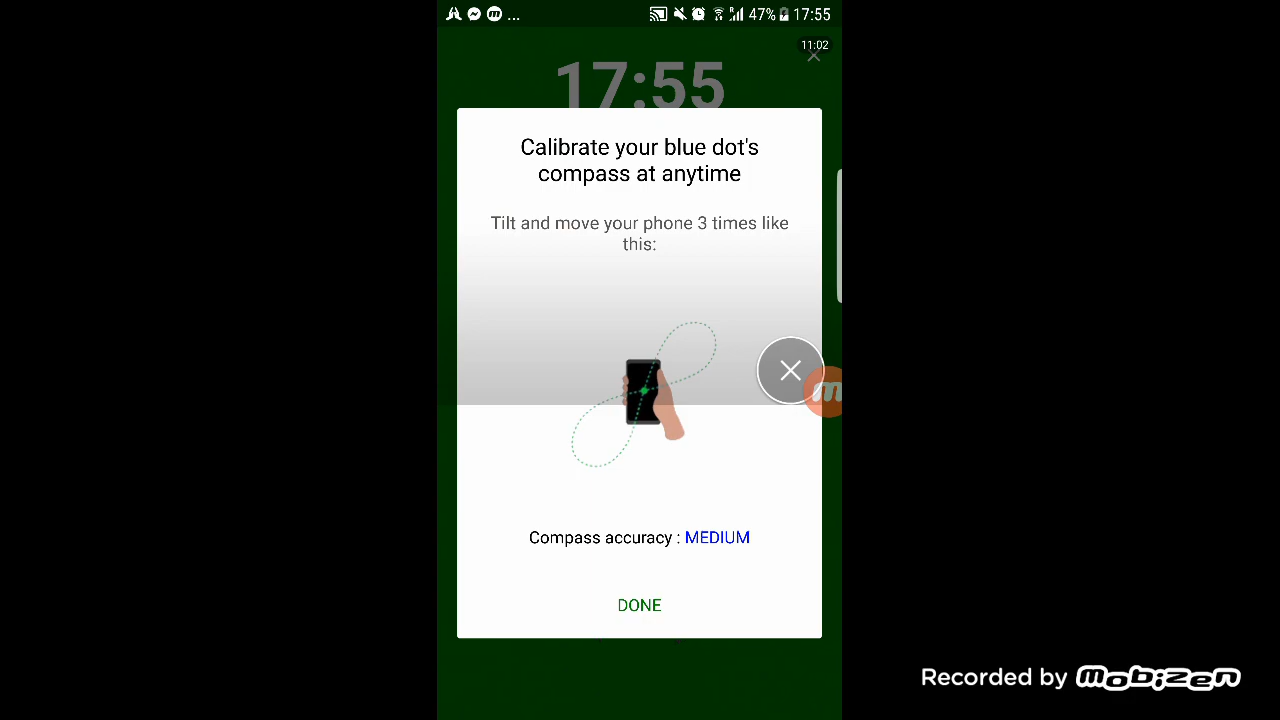 ... 47% 17:55
11:02
17:55
Calibrate your blue dot's
compass at anytime
Tilt and move your phone 3 times like
this:
Compass accuracy : MEDIUM
DONE
Recorded by mobizen